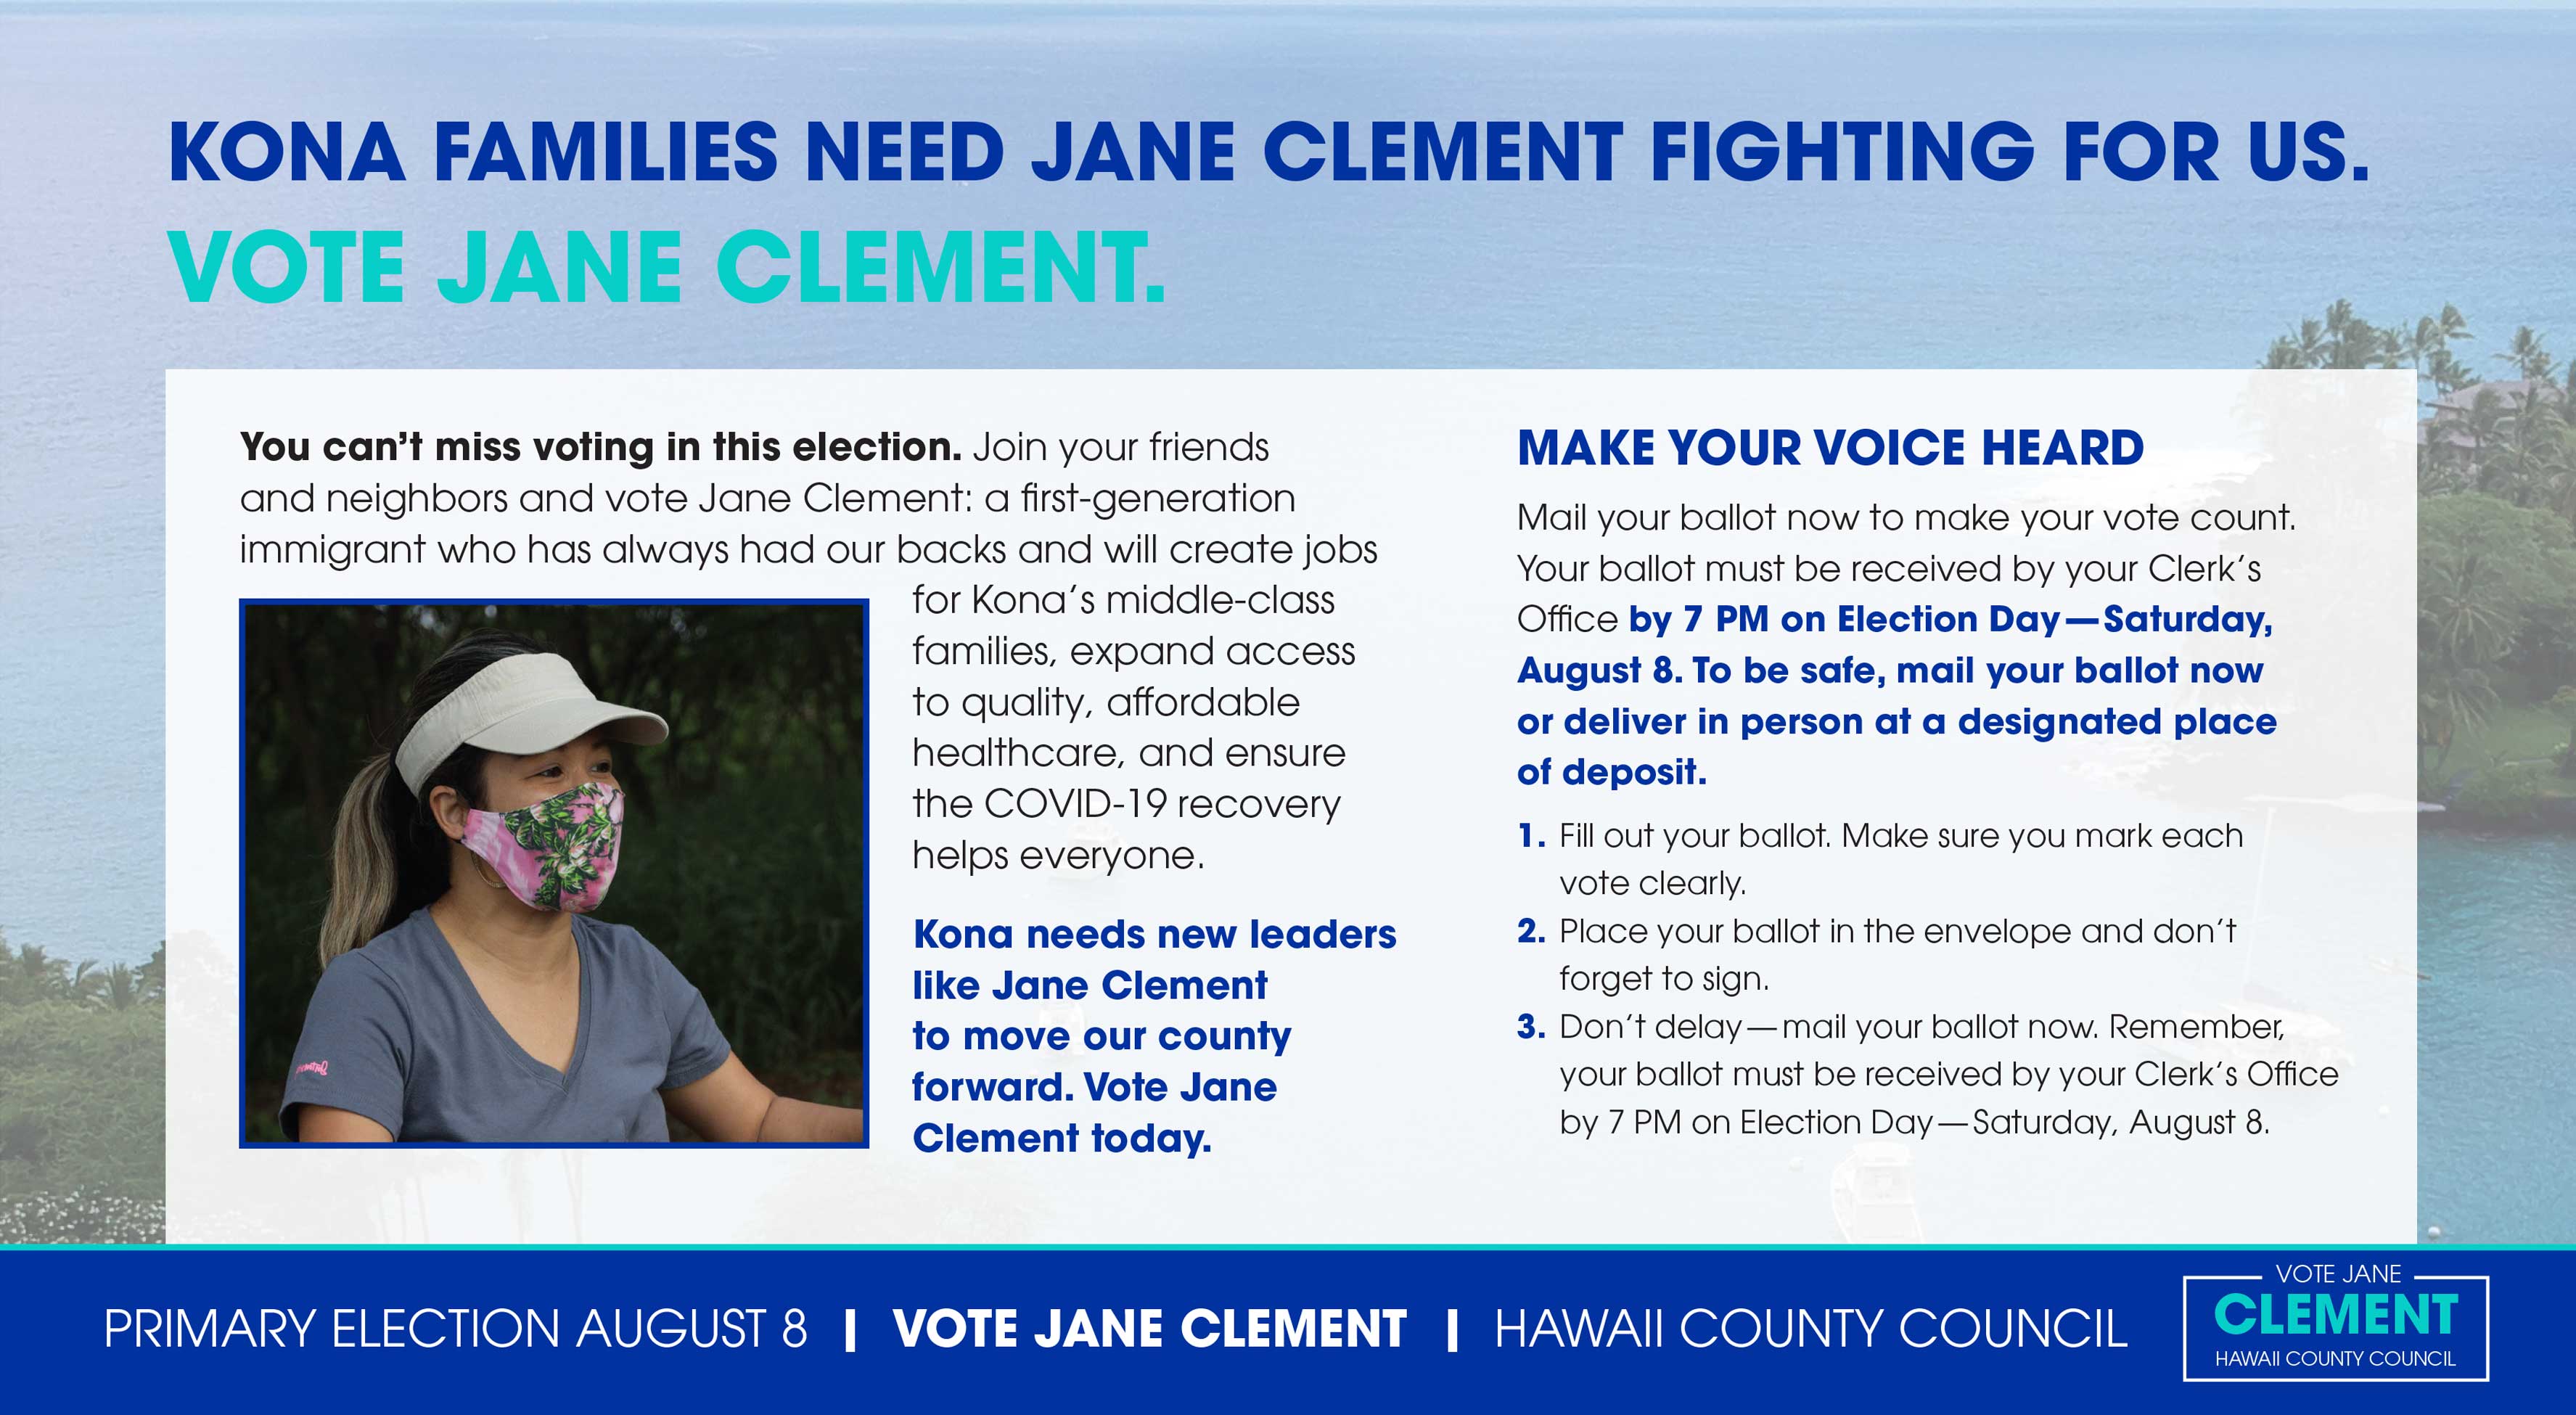 KONA FAMILIES NEED JANE CLEMENT FIGHTING FOR US.
VOTE JANE CLEMENT.
You can't miss voting in this election. Join your friends
and neighbors and vote Jane Clement: a first-generation
immigrant who has always had our backs and will create jobs
for Kona's middle-class
families, expand access
to quality, affordable
healthcare, and ensure
the COVID-19 recovery
helps everyone.
Kona needs new leaders
like Jane Clement
to move our county
forward. Vote Jane
Clement today.
MAKE YOUR VOICE HEARD
Mail your ballot now to make your vote count.
Your ballot must be received by your Clerk's
Office by 7 PM on Election Day—Saturday,
August 8. To be safe, mail your ballot now
or deliver in person at a designated place
of deposit.
1. Fill out your ballot. Make sure you mark each
vote clearly.
2. Place your ballot in the envelope and don't
forget to sign.
3. Don't delay—mail your ballot now. Remember,
your ballot must be received by your Clerk's Office
by 7 PM on Election Day—Saturday, August 8.
PRIMARY ELECTION AUGUST 8 | VOTE JANE CLEMENT | HAWAII COUNTY COUNCIL
VOTE JANE
CLEMENT
HAWAII COUNTY COUNCIL